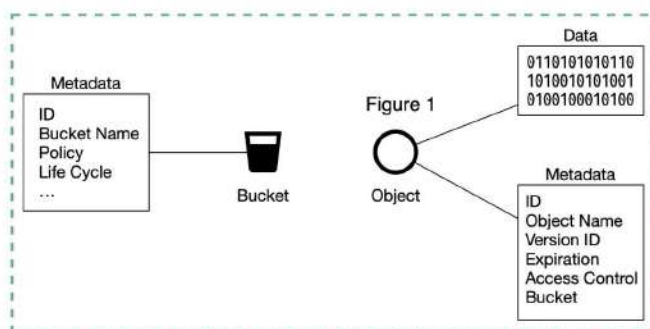 Metadata
ID
Bucket Name
Policy
Life Cycle
...
Bucket
Figure 1
Object
Data
0110101010110
1010010101001
0100100010100
Metadata
ID
Object Name
Version ID
Expiration
Access Control
Bucket